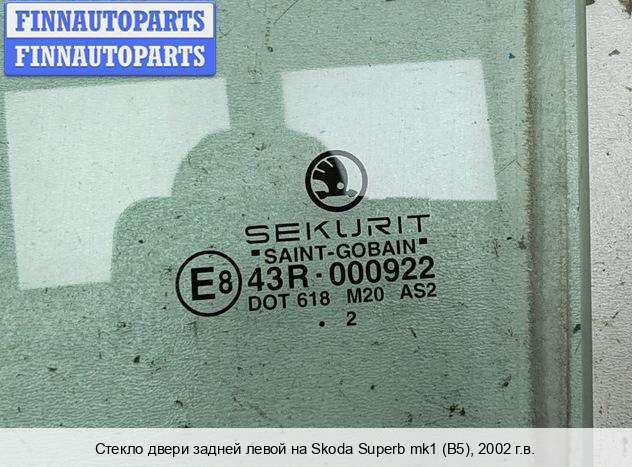 FINNAUTOPARTS
FINNAUTOPARTS
SEKURIT
"SAINT-GOBAIN"
E8 43R-000922
DOT 618 M20 AS2
. 2
Стекло двери задней левой на Skoda Superb mk1 (B5), 2002 г.в.